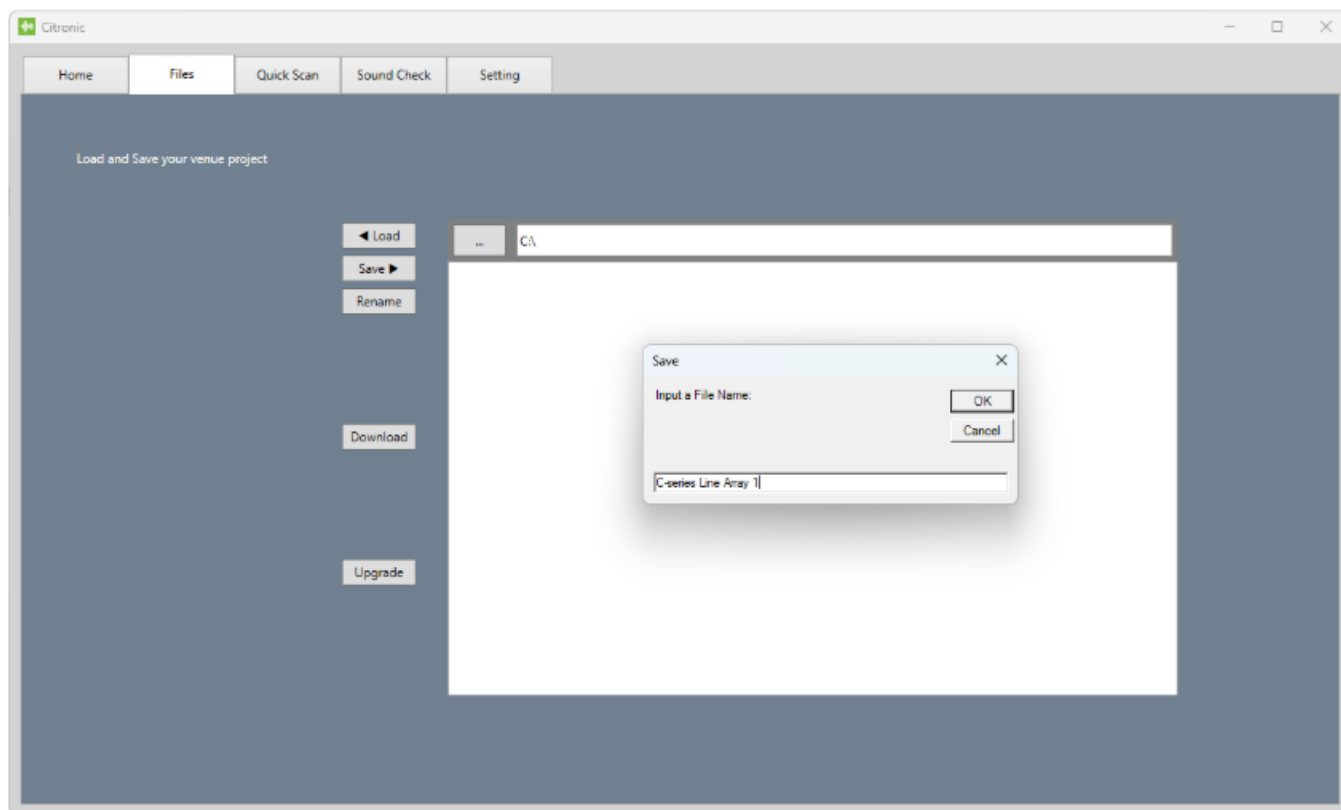 Citronic
Home Files Quick Scan Sound Check Setting
Load and Save your venue project
◀ Load
... C:\
Save ▶
Rename
Save
Input a File Name:
OK
Cancel
C-series Line Array 1
Download
Upgrade